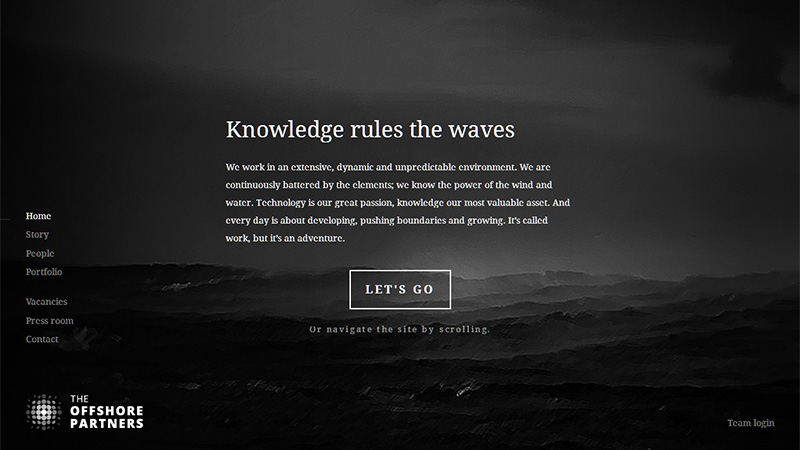 Knowledge rules the waves
We work in an extensive, dynamic and unpredictable environment. We are
continuously battered by the elements; we know the power of the wind and
water. Technology is our great passion, knowledge our most valuable asset. And
every day is about developing, pushing boundaries and growing. It's called
work, but it's an adventure.
LET'S GO
Or navigate the site by scrolling.
Home
Story
People
Portfolio
Vacancies
Press room
Contact
THE
OFFSHORE
PARTNERS
Team login